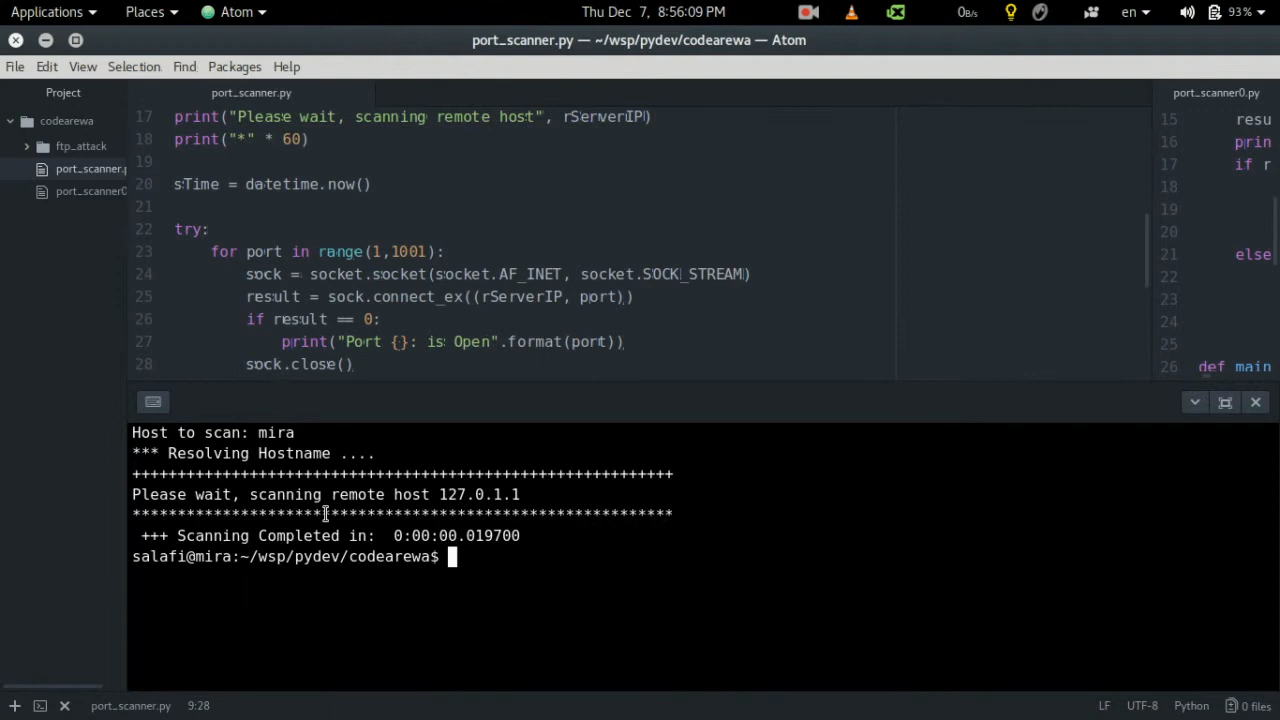 Applications Places Atom Thu Dec 7, 8:56:09 PM 0B/s en 93%
port_scanner.py — ~/wsp/pydev/codearewa — Atom
File Edit View Selection Find Packages Help
Project port_scanner.py port_scanner0.py
codearewa
ftp_attack
port_scanner.p
port_scanner0
17 print("Please wait, scanning remote host", rServerIP)
18 print("*" * 60)
19
20 sTime = datetime.now()
21
22 try:
23 for port in range(1,1001):
24 sock = socket.socket(socket.AF_INET, socket.SOCK_STREAM)
25 result = sock.connect_ex((rServerIP, port))
26 if result == 0:
27 print("Port {}: is Open".format(port))
28 sock.close()
15 resu
16 prin
17 if r
18
19
20
21 else
22
23
24
25
26 def main
Host to scan: mira
*** Resolving Hostname ....
++++++++++++++++++++++++++++++++++++++++++++++++++++++++++++
Please wait, scanning remote host 127.0.1.1
************************************************************
+++ Scanning Completed in: 0:00:00.019700
salafi@mira:~/wsp/pydev/codearewa$
port_scanner.py 9:28 LF UTF-8 Python 0 files